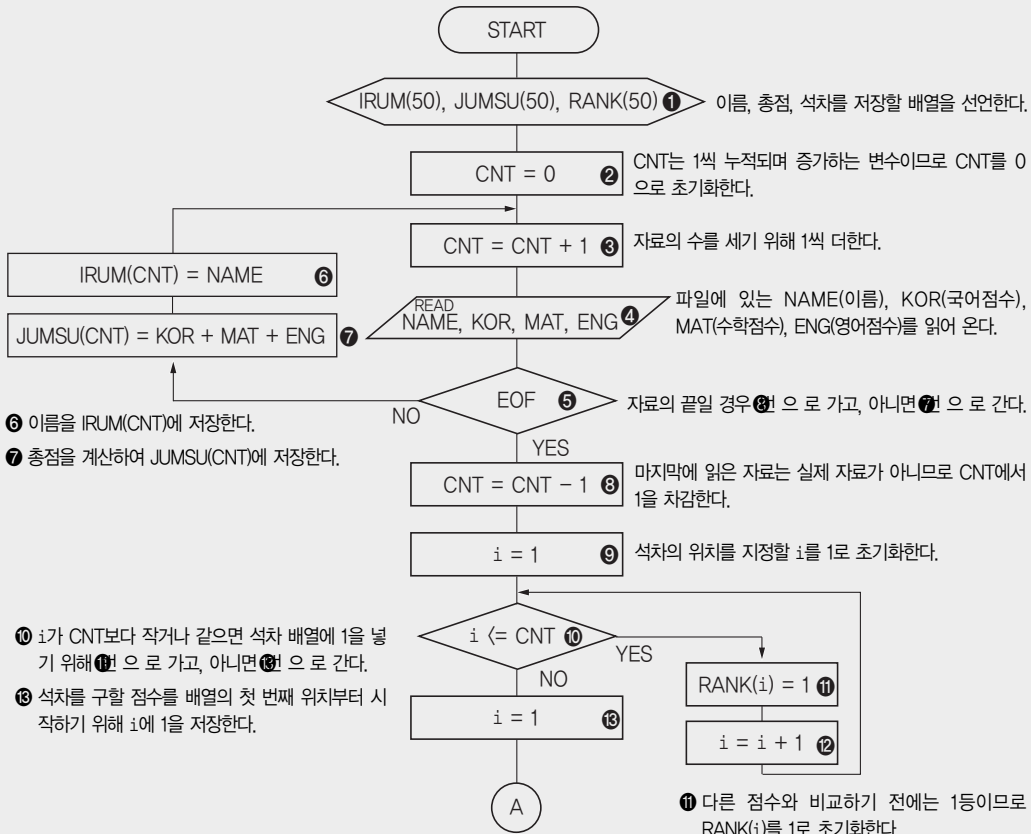 START
IRUM(50), JUMSU(50), RANK(50) ❶
이름, 총점, 석차를 저장할 배열을 선언한다.
CNT = 0 ❷
CNT는 1씩 누적되며 증가하는 변수이므로 CNT를 0
으로 초기화한다.
CNT = CNT + 1 ❸
자료의 수를 세기 위해 1씩 더한다.
IRUM(CNT) = NAME ❻
READ
NAME, KOR, MAT, ENG ❹
파일에 있는 NAME(이름), KOR(국어점수),
MAT(수학점수), ENG(영어점수)를 읽어 온다.
JUMSU(CNT) = KOR + MAT + ENG ❼
EOF ❺
NO
자료의 끝일 경우 ❽번 으 로 가고, 아니면 ❼번 으 로 간다.
❻ 이름을 IRUM(CNT)에 저장한다.
❼ 총점을 계산하여 JUMSU(CNT)에 저장한다.
YES
CNT = CNT - 1 ❽
마지막에 읽은 자료는 실제 자료가 아니므로 CNT에서
1을 차감한다.
i = 1 ❾
석차의 위치를 지정할 i를 1로 초기화한다.
❿ i가 CNT보다 작거나 같으면 석차 배열에 1을 넣
기 위해 ⓫번 으 로 가고, 아니면 ⓭번 으 로 간다.
⓭ 석차를 구할 점수를 배열의 첫 번째 위치부터 시
작하기 위해 i에 1을 저장한다.
i <= CNT ❿
YES
NO
RANK(i) = 1 ⓫
i = 1 ⓭
i = i + 1 ⓬
A
⓫ 다른 점수와 비교하기 전에는 1등이므로
RANK(i)를 1로 초기화한다.